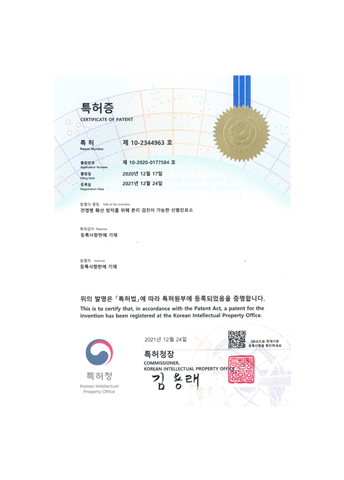 특허증
CERTIFICATE OF PATENT
특 허 제 10-2344963 호
Patent Number
출원번호 제 10-2020-0177584 호
Application Number
출원일 2020년 12월 17일
Filing Date
등록일 2021년 12월 24일
Registration Date
발명의 명칭 Title of the Invention
전염병 확산 방지를 위해 분리 검진이 가능한 선별진료소
특허권자 Patentee
등록사항란에 기재
발명자 Inventor
등록사항란에 기재
위의 발명은 「특허법」에 따라 특허원부에 등록되었음을 증명합니다.
This is to certify that, in accordance with the Patent Act, a patent for the
invention has been registered at the Korean Intellectual Property Office.
2021년 12월 24일
QR코드로 현재기준
등록사항을 확인하세요
특허청장
COMMISSIONER,
KOREAN INTELLECTUAL PROPERTY OFFICE
김 용 래
특허청
Korean Intellectual
Property Office